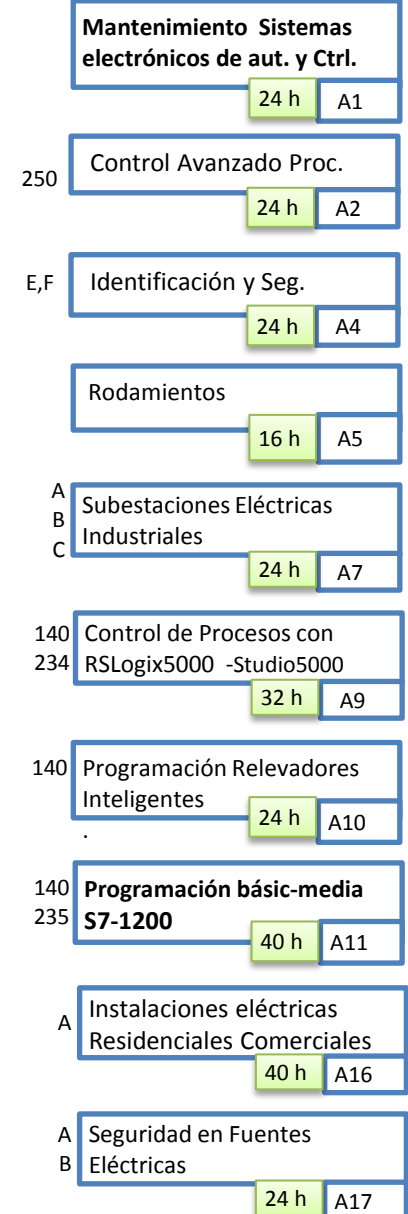 Mantenimiento Sistemas
electrónicos de aut. y Ctrl.
24 h A1
250
Control Avanzado Proc.
24 h A2
E,F
Identificación y Seg.
24 h A4
Rodamientos
16 h A5
A
B
C
Subestaciones Eléctricas
Industriales
24 h A7
140
234
Control de Procesos con
RSLogix5000 -Studio5000
32 h A9
140
Programación Relevadores
Inteligentes
.
24 h A10
140
235
Programación básic-media
S7-1200
40 h A11
A
Instalaciones eléctricas
Residenciales Comerciales
40 h A16
A
B
Seguridad en Fuentes
Eléctricas
24 h A17